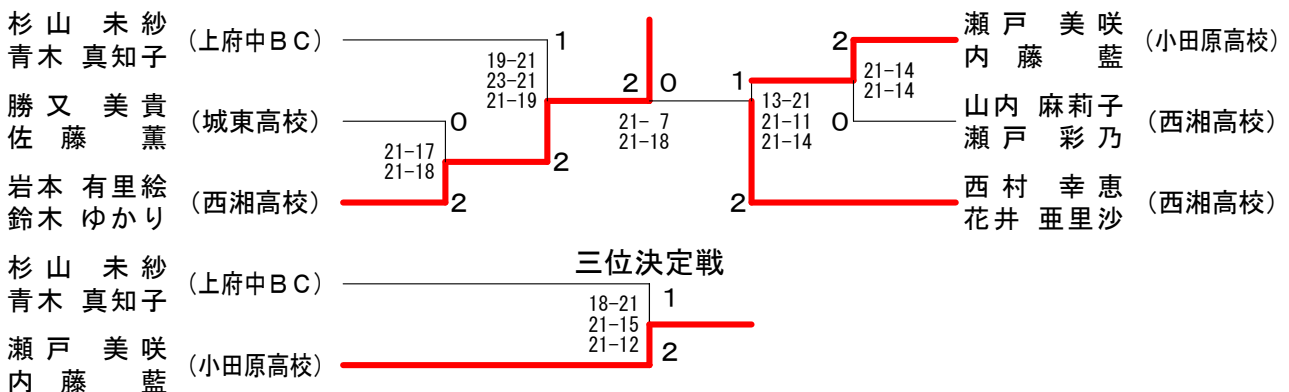 杉山 未紗
青木 真知子
(上府中BC)
1
19-21
23-21
21-19
勝又 美貴
佐藤 薫
(城東高校)
0
21-17
21-18
2
岩本 有里絵
鈴木 ゆかり
(西湘高校)
2
2 0
21- 7
21-18
瀬戸 美咲
内藤 藍
(小田原高校)
2
21-14
21-14
1
13-21
21-11
21-14
0
山内 麻莉子
瀬戸 彩乃
(西湘高校)
2
西村 幸恵
花井 亜里沙
(西湘高校)
三位決定戦
杉山 未紗
青木 真知子
(上府中BC)
1
18-21
21-15
21-12
2
瀬戸 美咲
内藤 藍
(小田原高校)